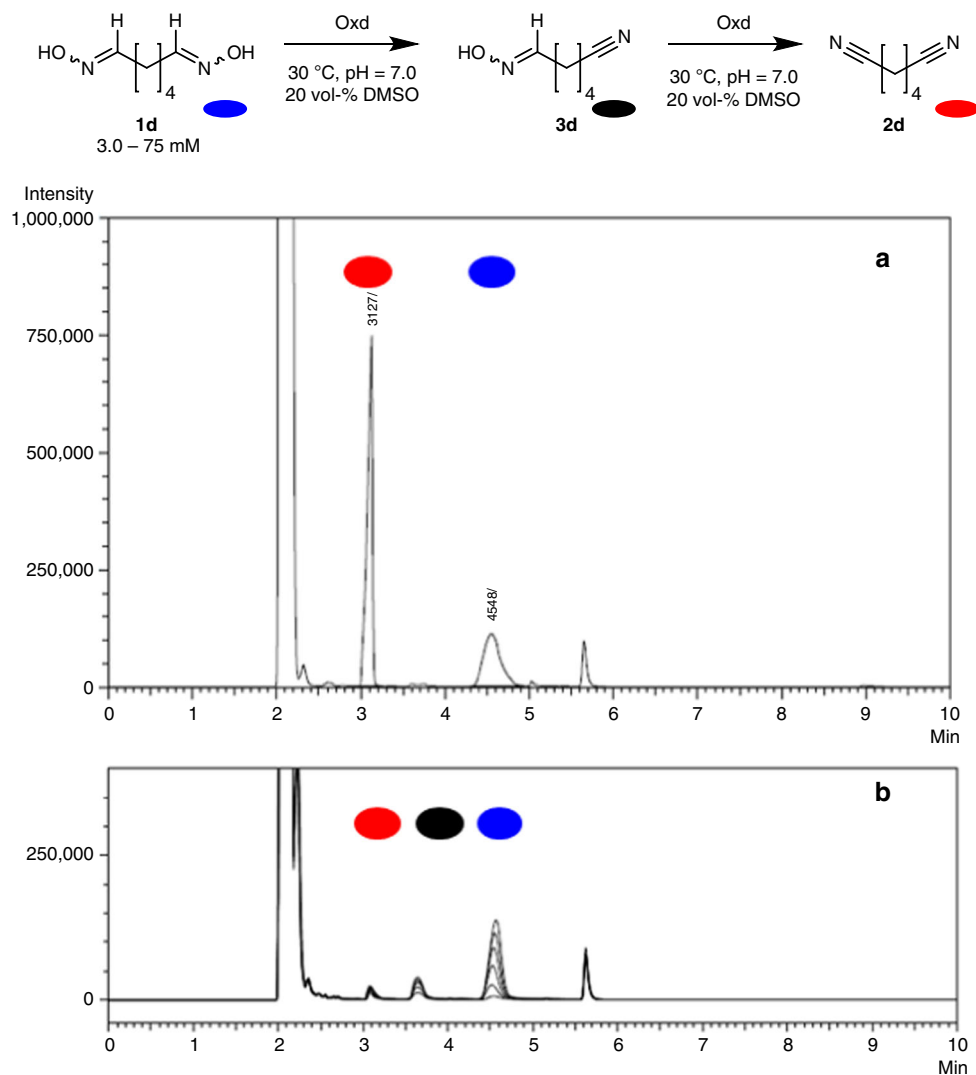 H H H
Oxd Oxd
HO N N OH HO N N N N
4 4 4
30 °C, pH = 7.0 30 °C, pH = 7.0
20 vol-% DMSO 20 vol-% DMSO
1d 3d 2d
3.0 – 75 mM
Intensity
1,000,000
a
3127/
750,000
500,000
250,000
4548/
0
0 1 2 3 4 5 6 7 8 9 10
Min
b
250,000
0
0 1 2 3 4 5 6 7 8 9 10
Min